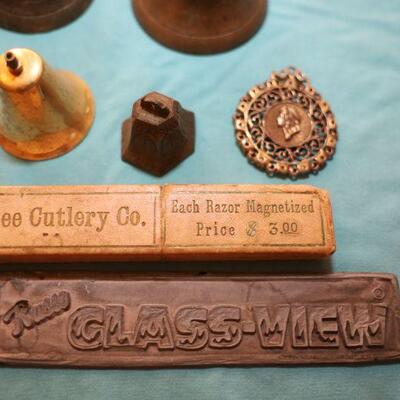 ee Cutlery Co.
Each Razor Magnetized
Price $ 3.00
GLASS-VIEW
®